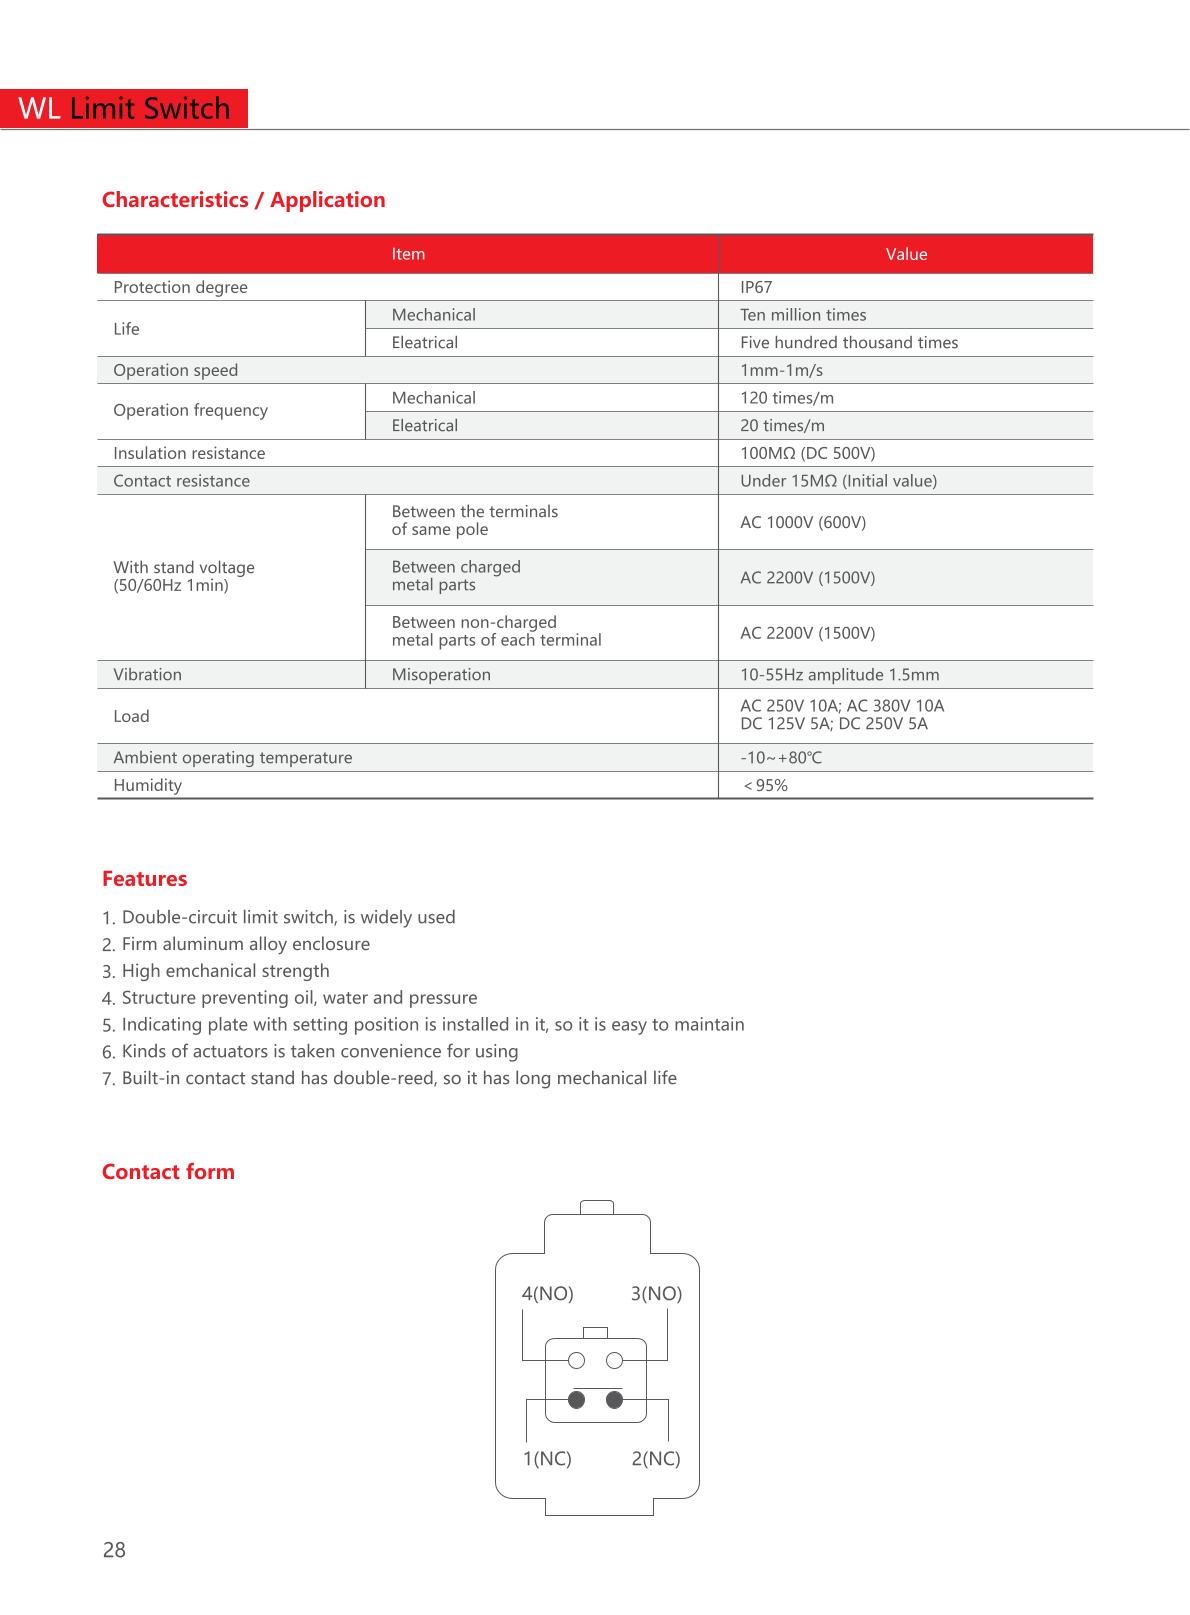 WL Limit Switch
Characteristics / Application
Item Value
Protection degree IP67
Life Mechanical Ten million times
Eleatrical Five hundred thousand times
Operation speed 1mm-1m/s
Operation frequency Mechanical 120 times/m
Eleatrical 20 times/m
Insulation resistance 100MΩ (DC 500V)
Contact resistance Under 15MΩ (Initial value)
With stand voltage
(50/60Hz 1min)
Between the terminals
of same pole
AC 1000V (600V)
Between charged
metal parts
AC 2200V (1500V)
Between non-charged
metal parts of each terminal
AC 2200V (1500V)
Vibration Misoperation 10-55Hz amplitude 1.5mm
Load
AC 250V 10A; AC 380V 10A
DC 125V 5A; DC 250V 5A
Ambient operating temperature -10~+80℃
Humidity ＜95%
Features
1. Double-circuit limit switch, is widely used
2. Firm aluminum alloy enclosure
3. High emchanical strength
4. Structure preventing oil, water and pressure
5. Indicating plate with setting position is installed in it, so it is easy to maintain
6. Kinds of actuators is taken convenience for using
7. Built-in contact stand has double-reed, so it has long mechanical life
Contact form
4(NO) 3(NO)
1(NC) 2(NC)
28